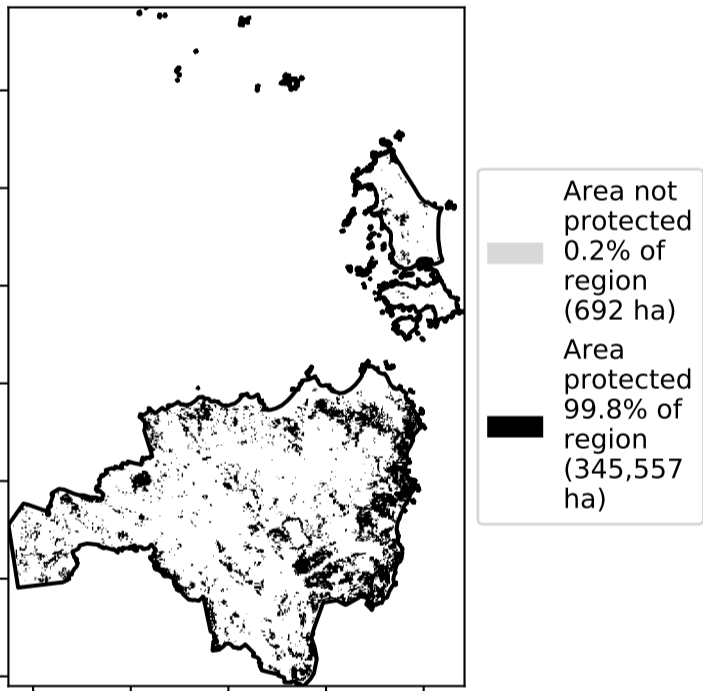 Area not
protected
0.2% of
region
(692 ha)
Area
protected
99.8% of
region
(345,557
ha)